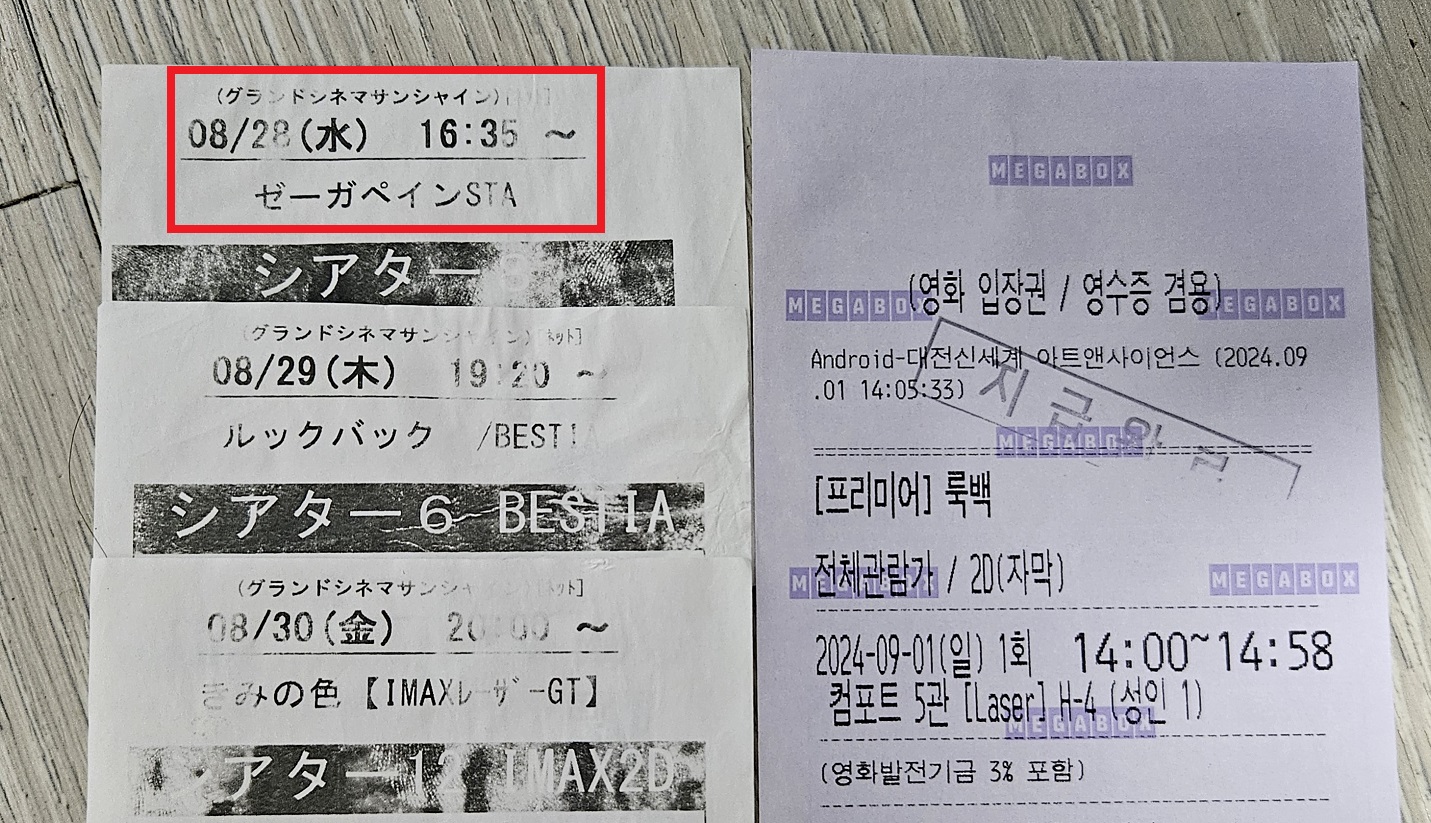 (グランドシネマサンシャイン)
08/28(水) 16:35 ～
ゼーガペインSTA
シアター
(グランドシネマサンシャイン)[ﾈｯﾄ]
08/29(木) 19:20 ～
ルックバック /BESTIA
シアター6 BESTIA
(グランドシネマサンシャイン)[ﾈｯﾄ]
08/30(金) 20:00 ～
きみの色【IMAXﾚｰｻﾞｰGT】
シアター12 IMAX2D
MEGABOX
(영화 입장권 / 영수증 겸용)
MEGABOX MEGABOX
Android-대전신세계 아트앤사이언스 (2024.09
.01 14:05:33)
지급완료
MEGABOX
[프리미어] 룩백
전체관람가 / 2D(자막)
MEGABOX MEGABOX
2024-09-01(일) 1회 14:00~14:58
컴포트 5관 [Laser] H-4 (성인 1)
MEGABOX
(영화발전기금 3% 포함)